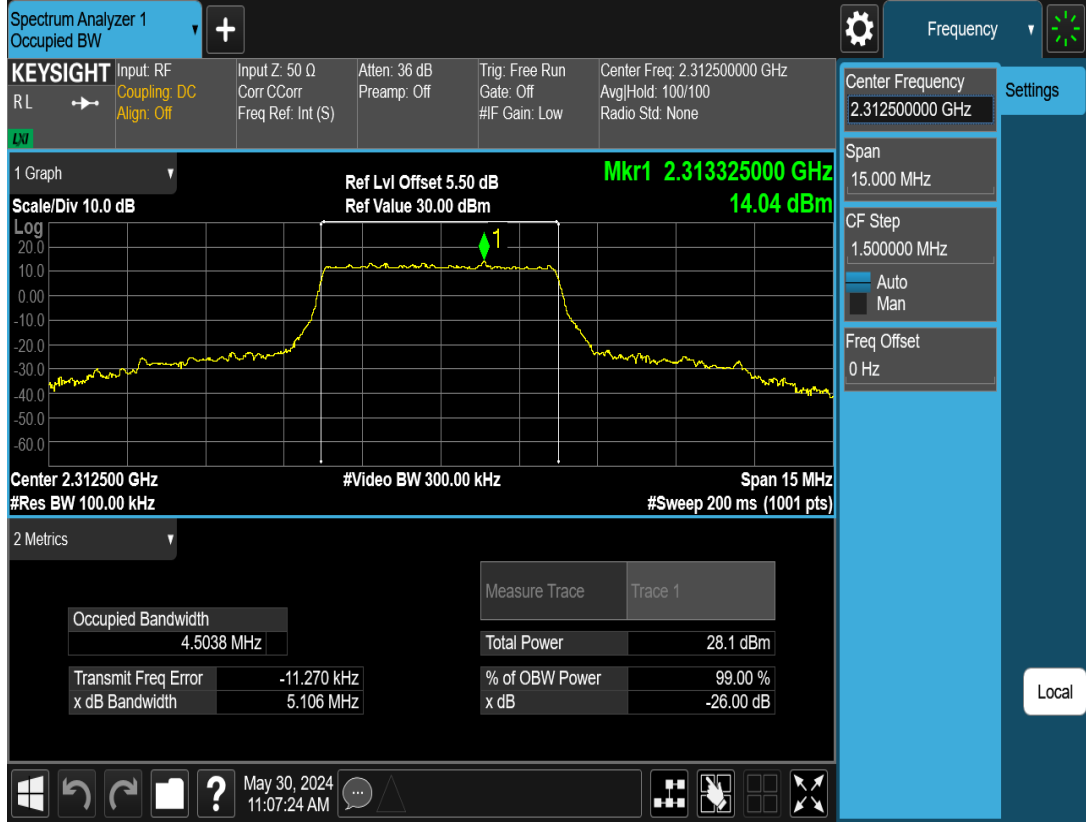 Spectrum Analyzer 1
Occupied BW
▼
+
Frequency
▼
KEYSIGHT
RL
LXI
Input: RF
Coupling: DC
Align: Off
Input Z: 50 Ω
Corr CCorr
Freq Ref: Int (S)
Atten: 36 dB
Preamp: Off
Trig: Free Run
Gate: Off
#IF Gain: Low
Center Freq: 2.312500000 GHz
Avg|Hold: 100/100
Radio Std: None
Center Frequency
2.312500000 GHz
Settings
Span
15.000 MHz
CF Step
1.500000 MHz
Auto
Man
Freq Offset
0 Hz
Local
1 Graph
▼
Scale/Div 10.0 dB
Ref Lvl Offset 5.50 dB
Ref Value 30.00 dBm
Mkr1 2.313325000 GHz
14.04 dBm
Log
20.0
10.0
0.00
-10.0
-20.0
-30.0
-40.0
-50.0
-60.0
1
Center 2.312500 GHz
#Res BW 100.00 kHz
#Video BW 300.00 kHz
Span 15 MHz
#Sweep 200 ms (1001 pts)
2 Metrics
▼
Occupied Bandwidth
4.5038 MHz
Transmit Freq Error -11.270 kHz
x dB Bandwidth 5.106 MHz
Measure Trace Trace 1
Total Power 28.1 dBm
% of OBW Power 99.00 %
x dB -26.00 dB
?
May 30, 2024
11:07:24 AM